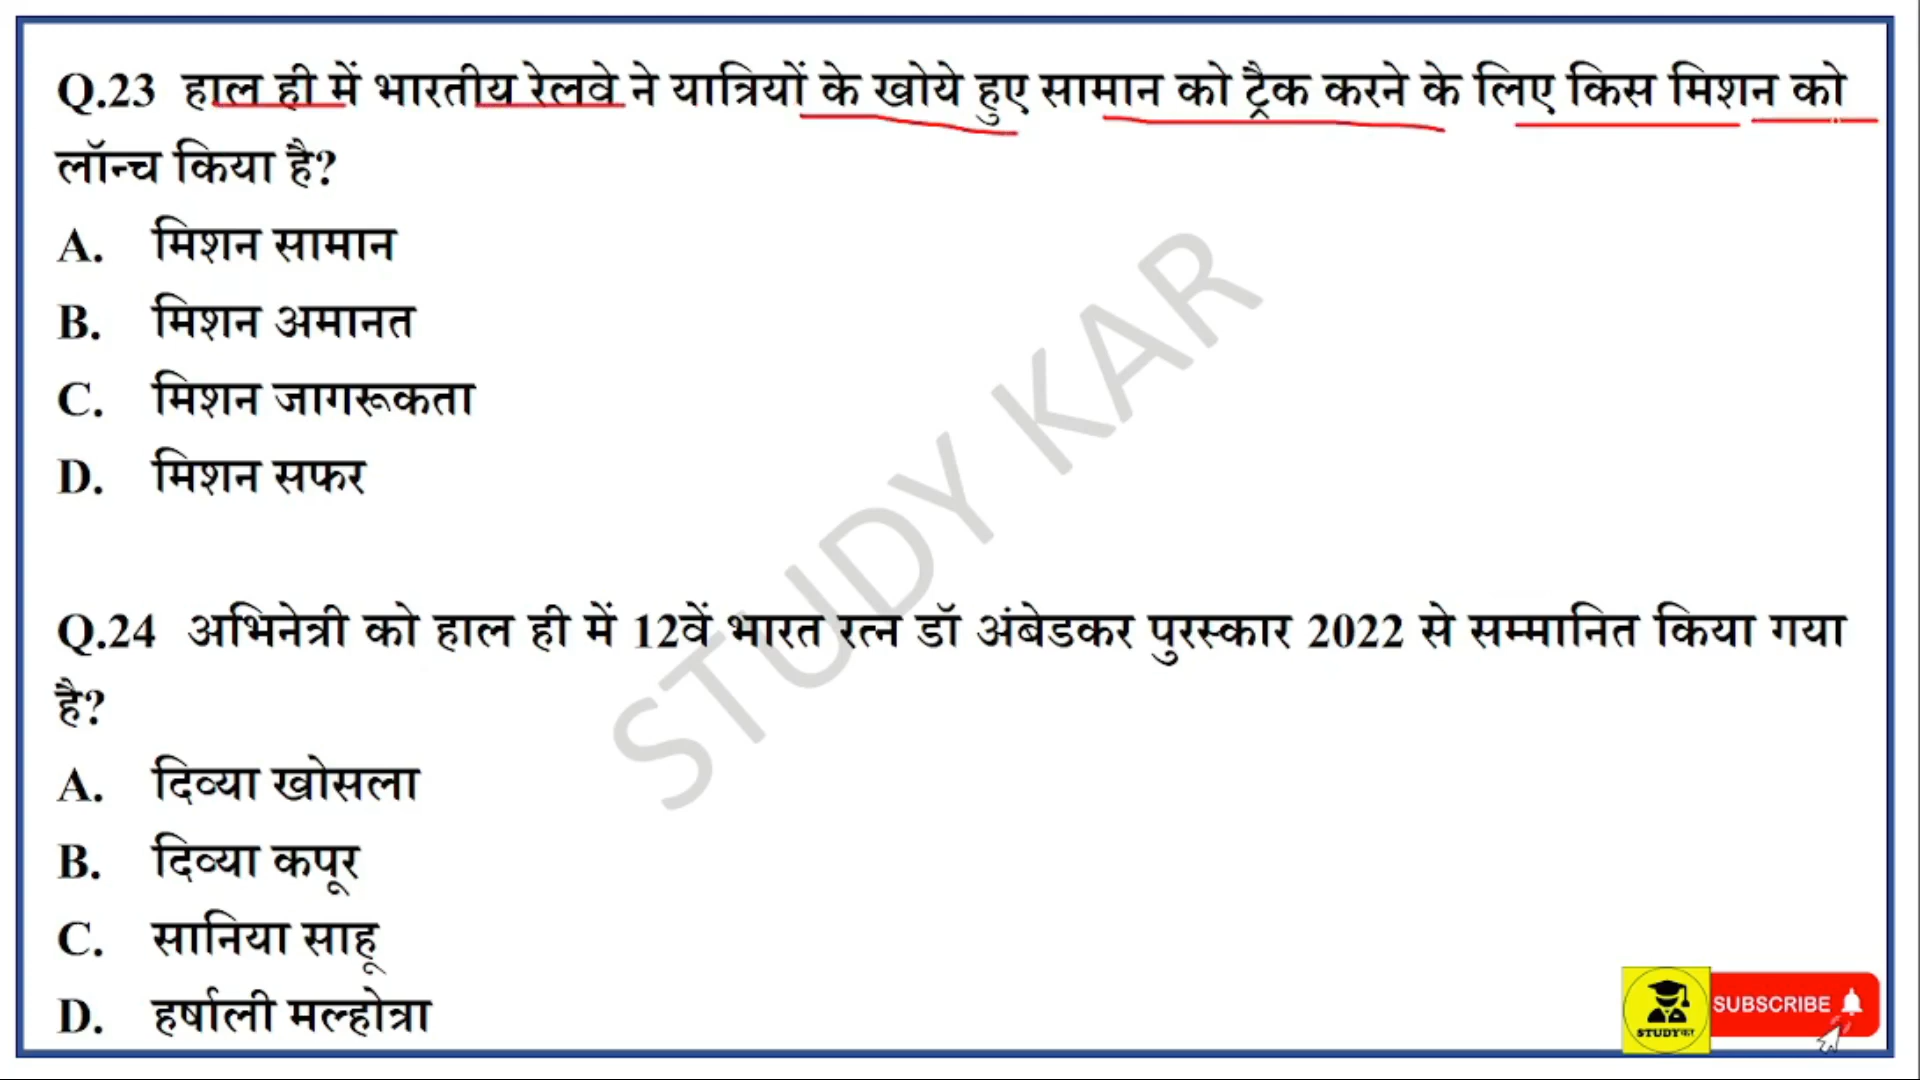 Q.23 हाल ही में भारतीय रेलवे ने यात्रियों के खोये हुए सामान को ट्रैक करने के लिए किस मिशन को
लॉन्च किया है?
A. मिशन सामान
B. मिशन अमानत
C. मिशन जागरूकता
D. मिशन सफर
STUDY KAR
Q.24 अभिनेत्री को हाल ही में 12वें भारत रत्न डॉ अंबेडकर पुरस्कार 2022 से सम्मानित किया गया
है?
A. दिव्या खोसला
B. दिव्या कपूर
C. सानिया साहू
D. हर्षाली मल्होत्रा
STUDYकर
SUBSCRIBE